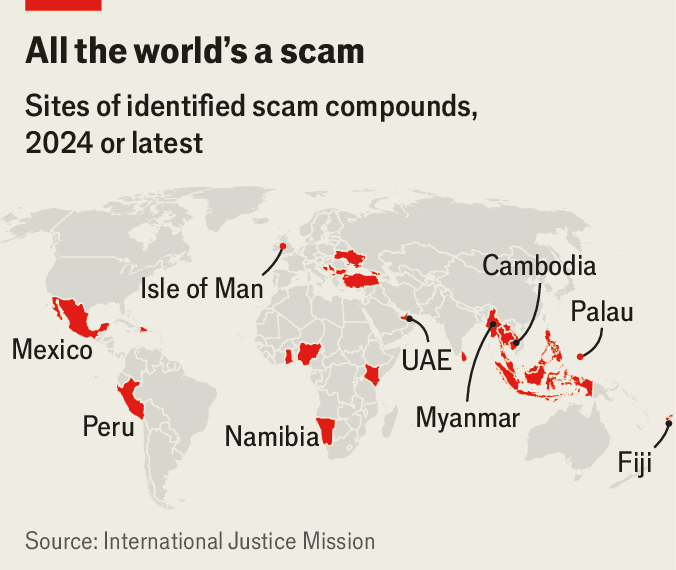 All the world's a scam
Sites of identified scam compounds,
2024 or latest
Cambodia
Isle of Man
Palau
Mexico
UAE
Myanmar
Peru
Namibia
Fiji
Source: International Justice Mission